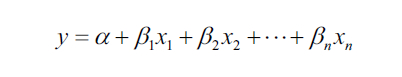 y = α + β₁x₁ + β₂x₂ + ⋯ + βₙxₙ